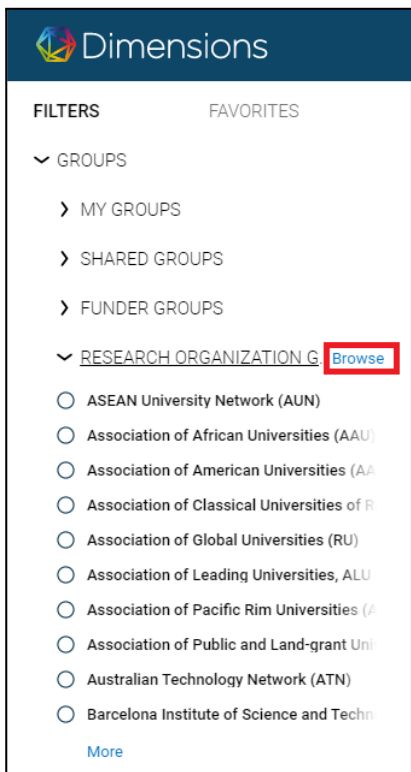 Dimensions
FILTERS FAVORITES
GROUPS
MY GROUPS
SHARED GROUPS
FUNDER GROUPS
RESEARCH ORGANIZATION G. Browse
ASEAN University Network (AUN)
Association of African Universities (AAU)
Association of American Universities (AA
Association of Classical Universities of R
Association of Global Universities (RU)
Association of Leading Universities, ALU
Association of Pacific Rim Universities (A
Association of Public and Land-grant Uni
Australian Technology Network (ATN)
Barcelona Institute of Science and Techn
More